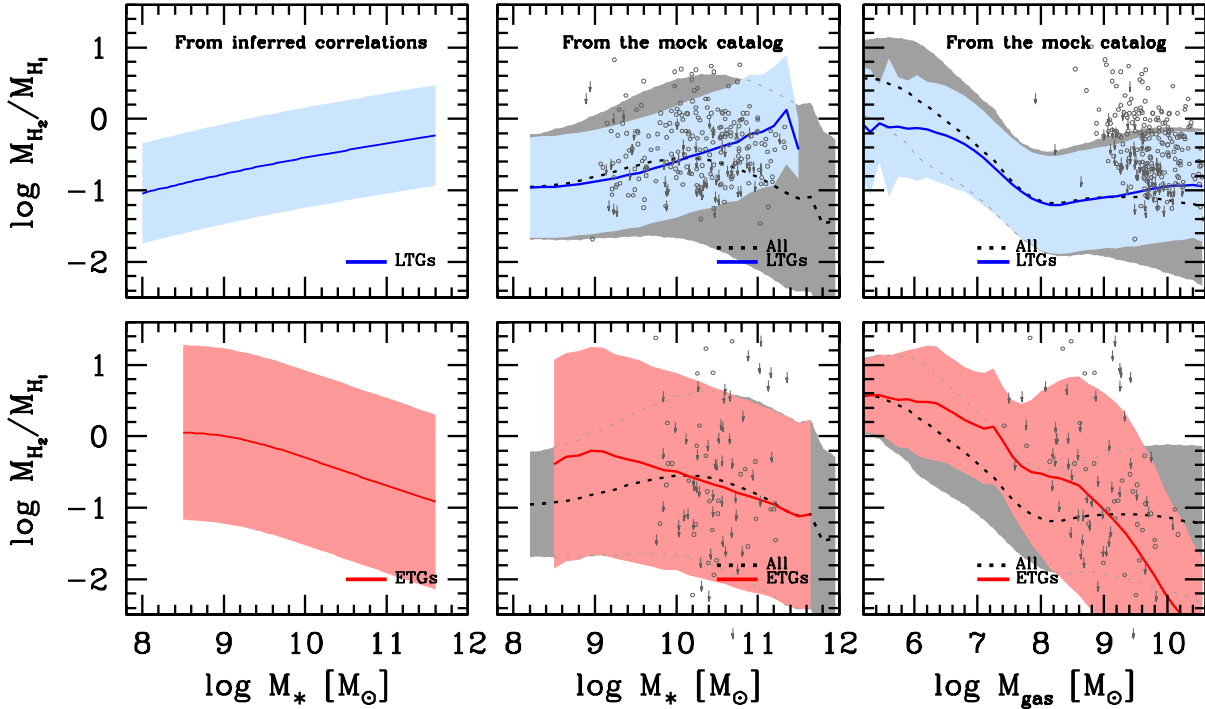 From inferred correlations
From the mock catalog
From the mock catalog
log M_H₂/M_H₁
1
0
−1
−2
LTGs
All
LTGs
All
LTGs
log M_H₂/M_H₁
1
0
−1
−2
ETGs
All
ETGs
All
ETGs
8 9 10 11 12
8 9 10 11 12
6 7 8 9 10
log M_* [M_⊙]
log M_* [M_⊙]
log M_gas [M_⊙]